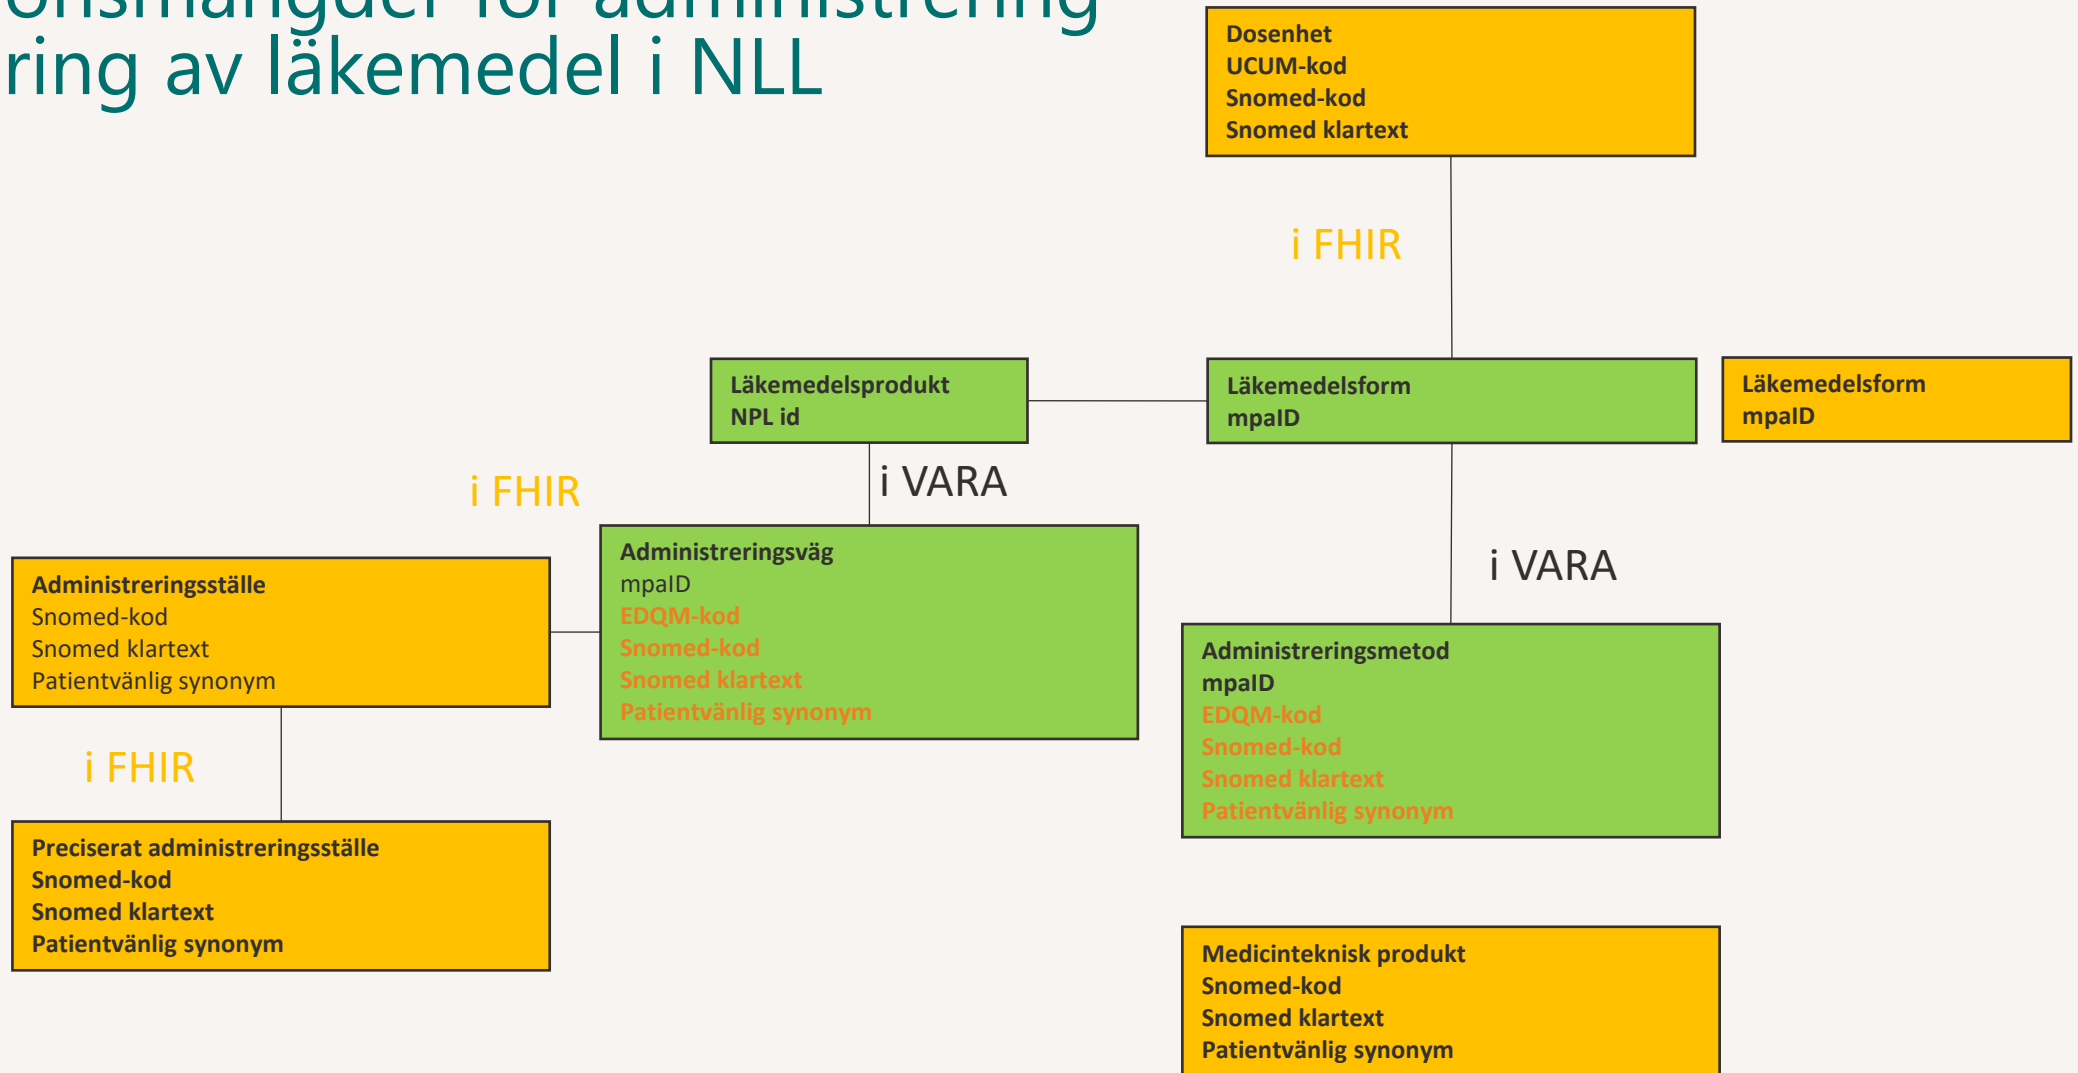 onsmängder för administrering
ring av läkemedel i NLL
Dosenhet
UCUM-kod
Snomed-kod
Snomed klartext
i FHIR
Läkemedelsprodukt
NPL id
Läkemedelsform
mpaID
Läkemedelsform
mpaID
i FHIR
i VARA
Administreringsväg
mpaID
EDQM-kod
Snomed-kod
Snomed klartext
Patientvänlig synonym
i VARA
Administreringsställe
Snomed-kod
Snomed klartext
Patientvänlig synonym
Administreringsmetod
mpaID
EDQM-kod
Snomed-kod
Snomed klartext
Patientvänlig synonym
i FHIR
Preciserat administreringsställe
Snomed-kod
Snomed klartext
Patientvänlig synonym
Medicinteknisk produkt
Snomed-kod
Snomed klartext
Patientvänlig synonym